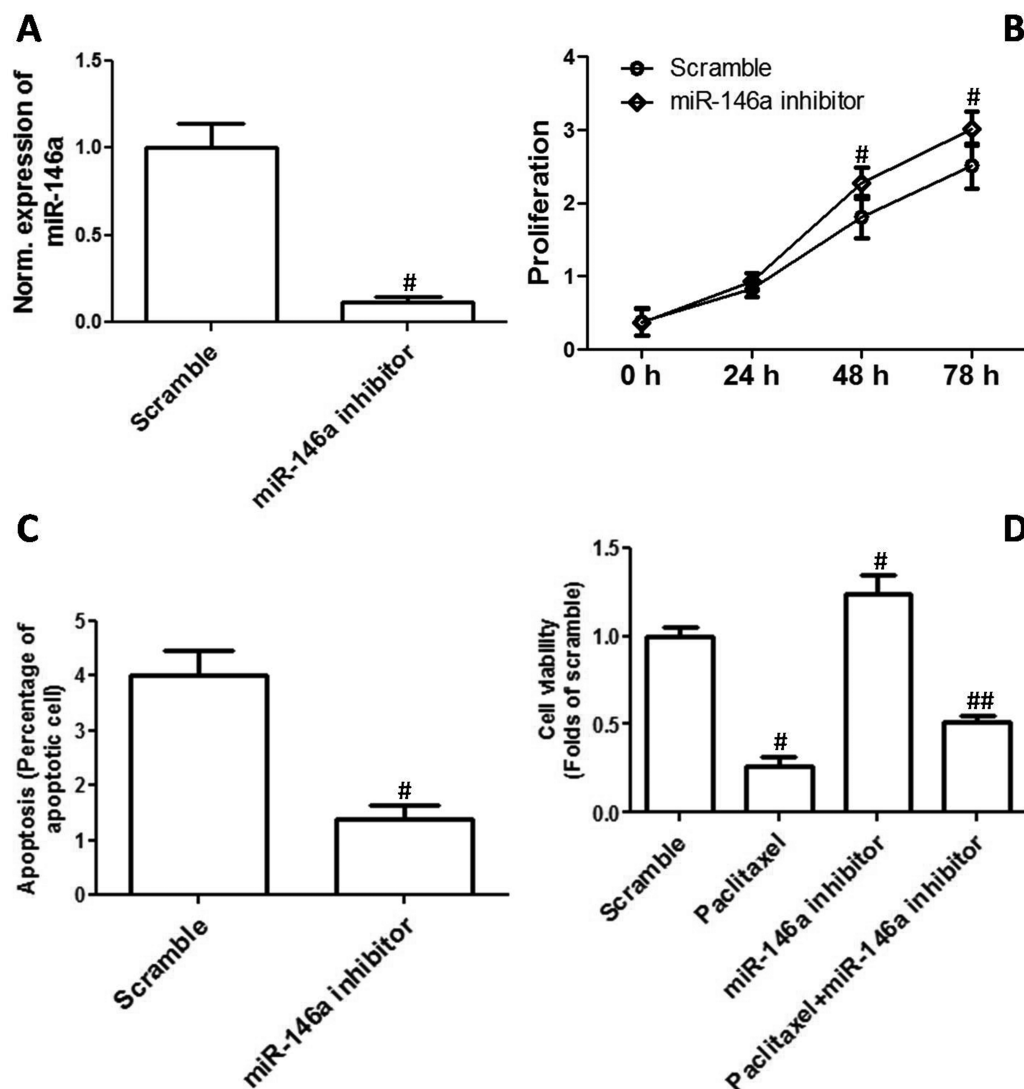 A
Norm. expression of
miR-146a
1.5
1.0
0.5
0.0
#
Scramble
miR-146a inhibitor
B
Proliferation
4
3
2
1
0
Scramble
miR-146a inhibitor
#
#
0 h
24 h
48 h
78 h
C
Apoptosis (Percentage of
apoptotic cell)
5
4
3
2
1
0
#
Scramble
miR-146a inhibitor
D
Cell viability
(Folds of scramble)
1.5
1.0
0.5
0.0
#
#
##
Scramble
Paclitaxel
miR-146a inhibitor
Paclitaxel+miR-146a inhibitor